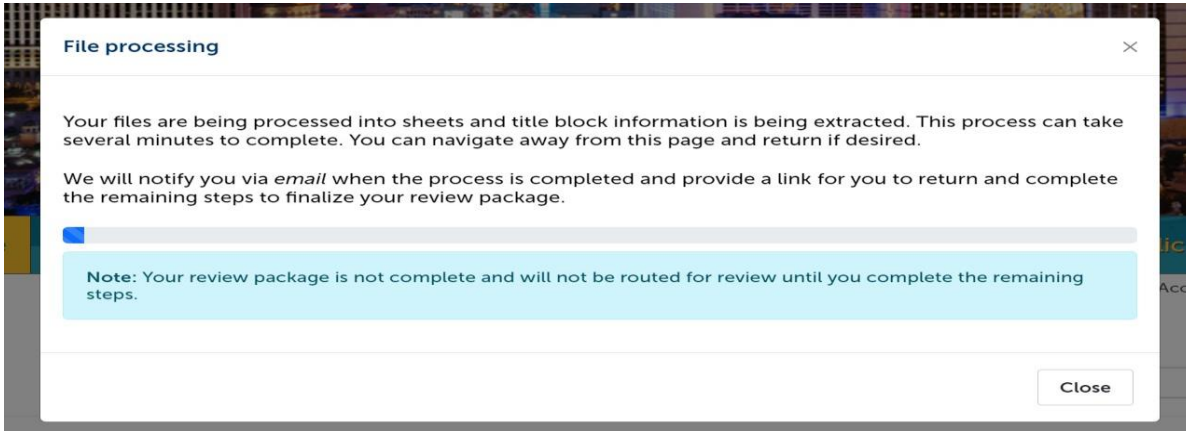 File processing
×
Your files are being processed into sheets and title block information is being extracted. This process can take
several minutes to complete. You can navigate away from this page and return if desired.
We will notify you via email when the process is completed and provide a link for you to return and complete
the remaining steps to finalize your review package.
Note: Your review package is not complete and will not be routed for review until you complete the remaining
steps.
Close